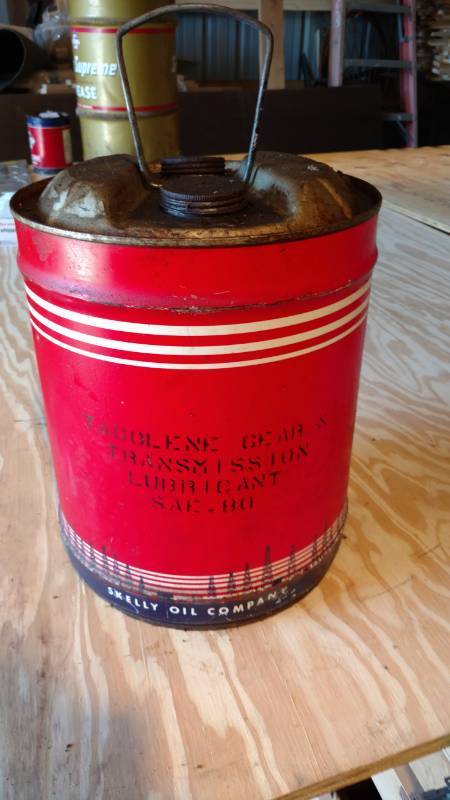 Supreme
EASE
TAGOLENE GEAR &
TRANSMISSION
LUBRICANT
SAE.80
SKELLY OIL COMPANY